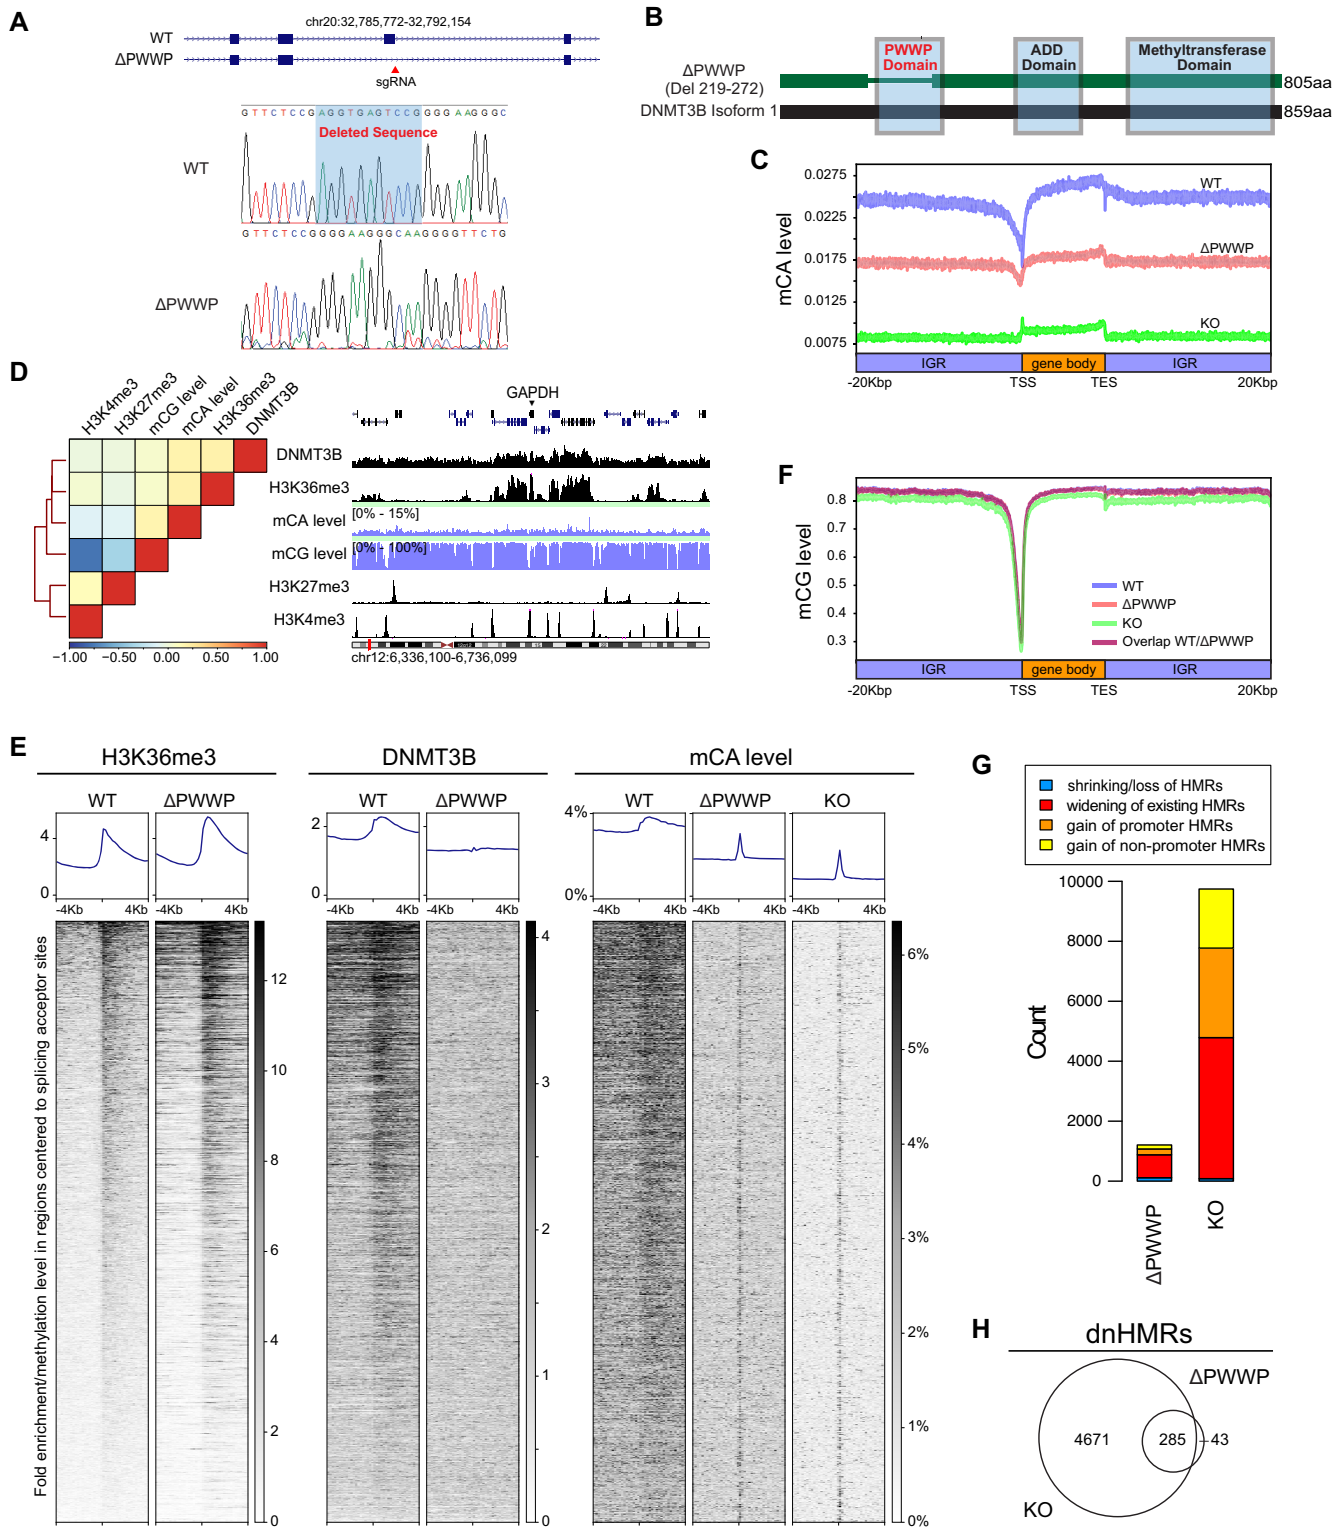 A
chr20:32,785,772-32,792,154
WT
ΔPWWP
sgRNA
GTTCTCCGAGGTGAGTCCGGGGAAGGGC
Deleted Sequence
WT
GTTCTCCGGGGAAGGGCAAGGGGTTCTG
ΔPWWP
B
PWWP Domain
ADD Domain
Methyltransferase Domain
ΔPWWP
(Del 219-272)
805aa
DNMT3B Isoform 1
859aa
C
mCA level
0.0275
0.0225
0.0175
0.0125
0.0075
WT
ΔPWWP
KO
IGR
gene body
IGR
-20Kbp
TSS
TES
20Kbp
D
H3K4me3
H3K27me3
mCG level
mCA level
H3K36me3
DNMT3B
-1.00
-0.50
0.00
0.50
1.00
GAPDH
DNMT3B
H3K36me3
mCA level
[0% - 15%]
mCG level
[0% - 100%]
H3K27me3
H3K4me3
chr12:6,336,100-6,736,099
F
mCG level
0.8
0.7
0.6
0.5
0.4
0.3
WT
ΔPWWP
KO
Overlap WT/ΔPWWP
IGR
gene body
IGR
-20Kbp
TSS
TES
20Kbp
E
H3K36me3
DNMT3B
mCA level
WT
ΔPWWP
WT
ΔPWWP
WT
ΔPWWP
KO
4
0
2
0
4%
0%
-4Kb
4Kb
-4Kb
4Kb
-4Kb
4Kb
Fold enrichment/methylation level in regions centered to splicing acceptor sites
12
10
8
6
4
2
0
4
3
2
1
0
6%
5%
4%
3%
2%
1%
0%
G
shrinking/loss of HMRs
widening of existing HMRs
gain of promoter HMRs
gain of non-promoter HMRs
Count
10000
8000
6000
4000
2000
0
ΔPWWP
KO
H
dnHMRs
ΔPWWP
4671
285
43
KO